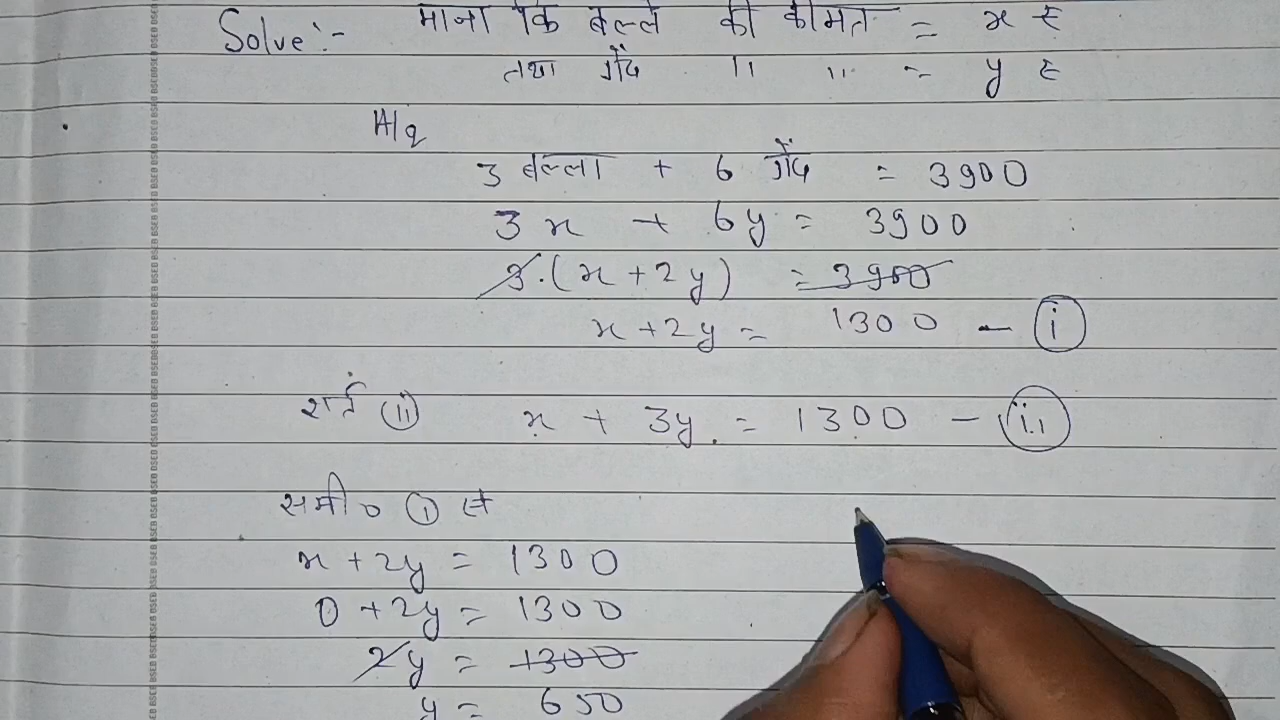 Solve :- माना कि बल्ले की कीमत = x ₹
तथा गेंद " " = y ₹
A/q
3 बल्ला + 6 गेंद = 3900
3x + 6y = 3900
3.(x + 2y) = 3900
x + 2y = 1300 - (i)
शर्त (ii) x + 3y = 1300 - (ii)
समी० (i) से
x + 2y = 1300
0 + 2y = 1300
2y = 1300
y = 650